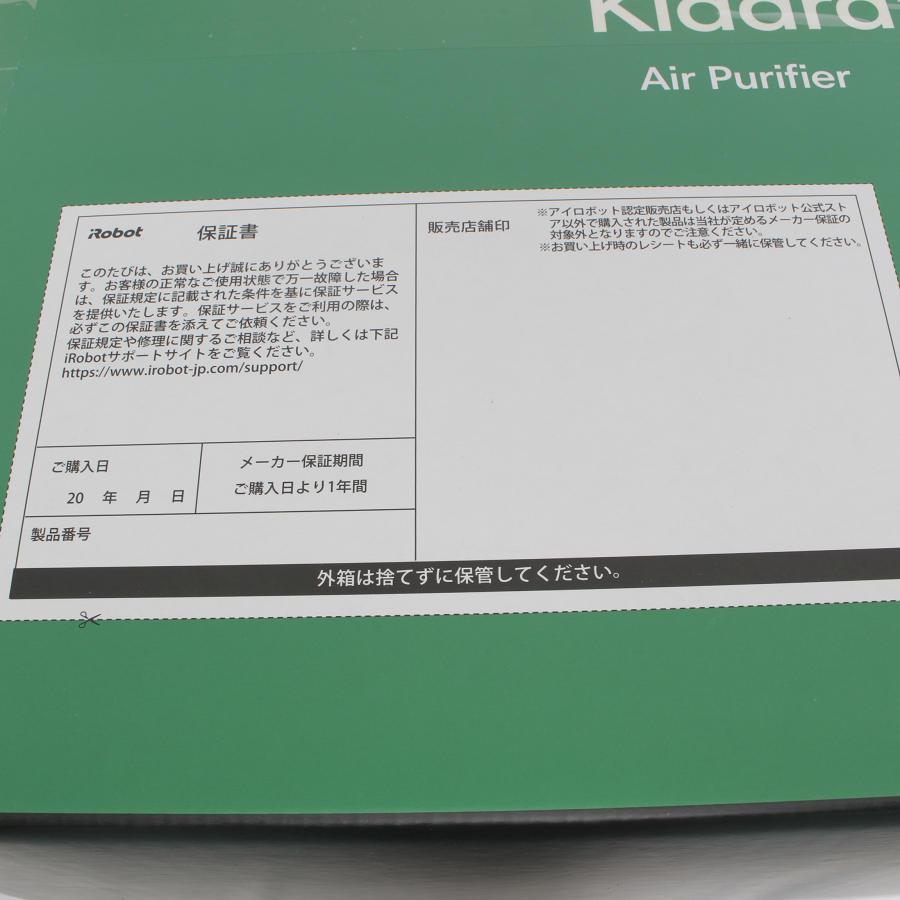 Klaara
Air Purifier
iRobot 保証書
このたびは、お買い上げ誠にありがとうございま
す。お客様の正常なご使用状態で万一故障した場合
は、保証規定に記載された条件を基に保証サービス
を提供いたします。保証サービスをご利用の際は、
必ずこの保証書を添えてご依頼ください。
保証規定や修理に関するご相談など、詳しくは下記
iRobotサポートサイトをご覧ください。
https://www.irobot-jp.com/support/
販売店舗印
※アイロボット認定販売店もしくはアイロボット公式スト
ア以外で購入された製品は当社が定めるメーカー保証の
対象外となりますのでご注意ください。
※お買い上げ時のレシートも必ず一緒に保管してください。
ご購入日
20 年 月 日
メーカー保証期間
ご購入日より1年間
製品番号
外箱は捨てずに保管してください。